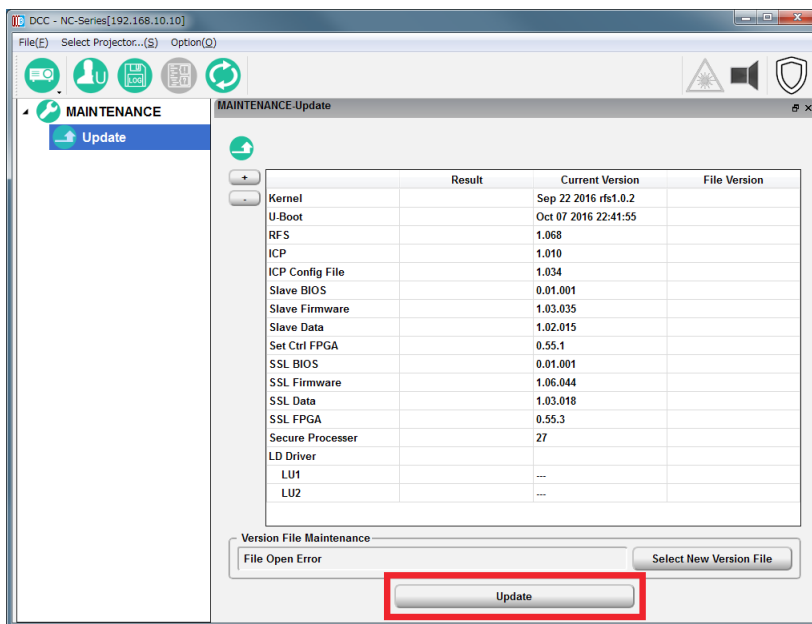 DCC - NC-Series[192.168.10.10]
File(F) Select Projector...(S) Option(O)
U LOG
MAINTENANCE
Update
MAINTENANCE-Update
+
-
Result Current Version File Version
Kernel Sep 22 2016 rfs1.0.2
U-Boot Oct 07 2016 22:41:55
RFS 1.068
ICP 1.010
ICP Config File 1.034
Slave BIOS 0.01.001
Slave Firmware 1.03.035
Slave Data 1.02.015
Set Ctrl FPGA 0.55.1
SSL BIOS 0.01.001
SSL Firmware 1.06.044
SSL Data 1.03.018
SSL FPGA 0.55.3
Secure Processer 27
LD Driver
LU1 ---
LU2 ---
Version File Maintenance
File Open Error Select New Version File
Update